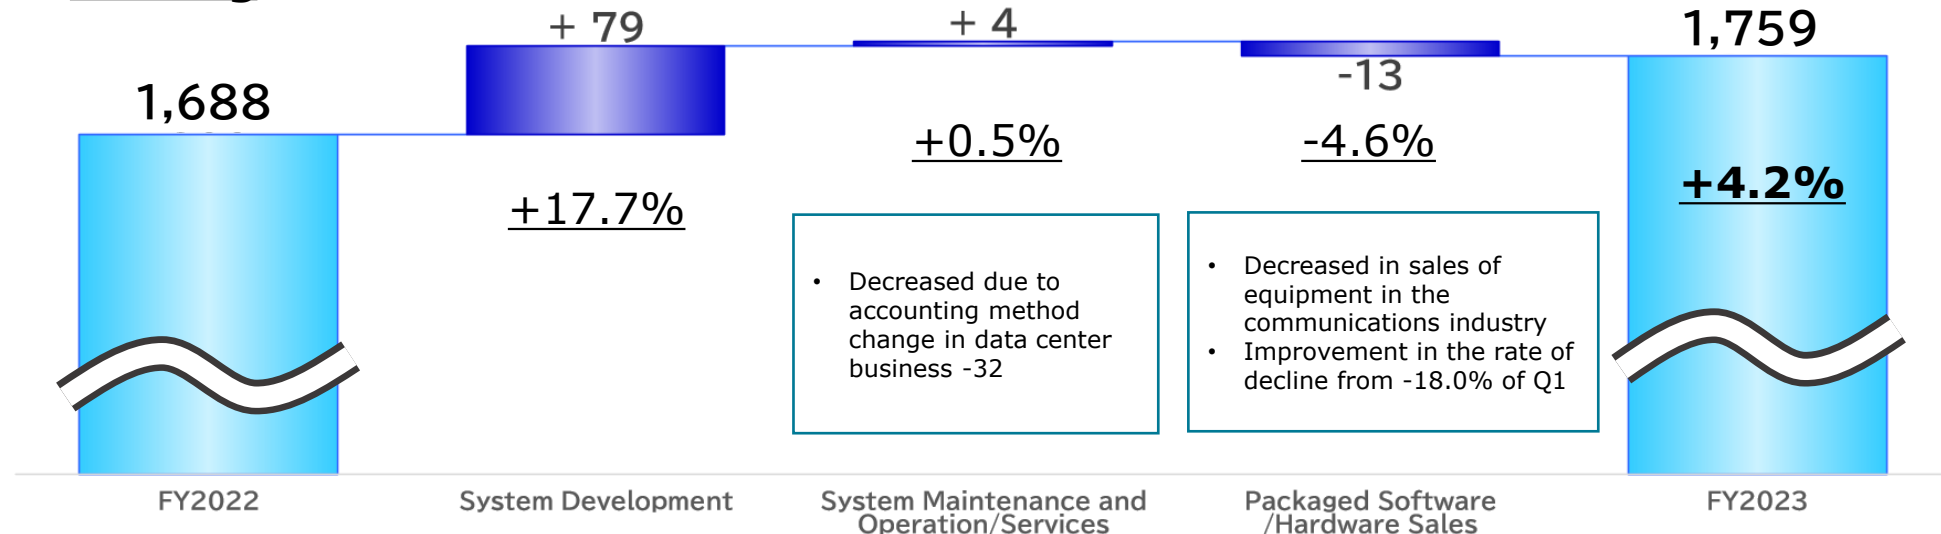 + 79
+ 4
1,759
-13
1,688
+0.5%
-4.6%
+4.2%
+17.7%
• Decreased due to
accounting method
change in data center
business -32
• Decreased in sales of
equipment in the
communications industry
• Improvement in the rate of
decline from -18.0% of Q1
FY2022
System Development
System Maintenance and
Operation/Services
Packaged Software
/Hardware Sales
FY2023